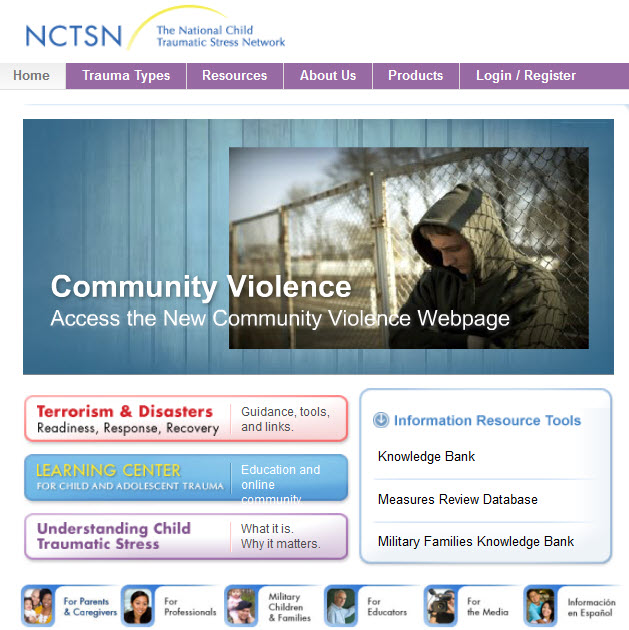 NCTSN
The National Child
Traumatic Stress Network
Home
Trauma Types
Resources
About Us
Products
Login / Register
Community Violence
Access the New Community Violence Webpage
Terrorism & Disasters
Readiness, Response, Recovery
Guidance, tools,
and links.
LEARNING CENTER
FOR CHILD AND ADOLESCENT TRAUMA
Education and
online
community
Understanding Child
Traumatic Stress
What it is.
Why it matters.
Information Resource Tools
Knowledge Bank
Measures Review Database
Military Families Knowledge Bank
For Parents
& Caregivers
For
Professionals
Military
Children
& Families
For
Educators
For
the Media
Información
en Español